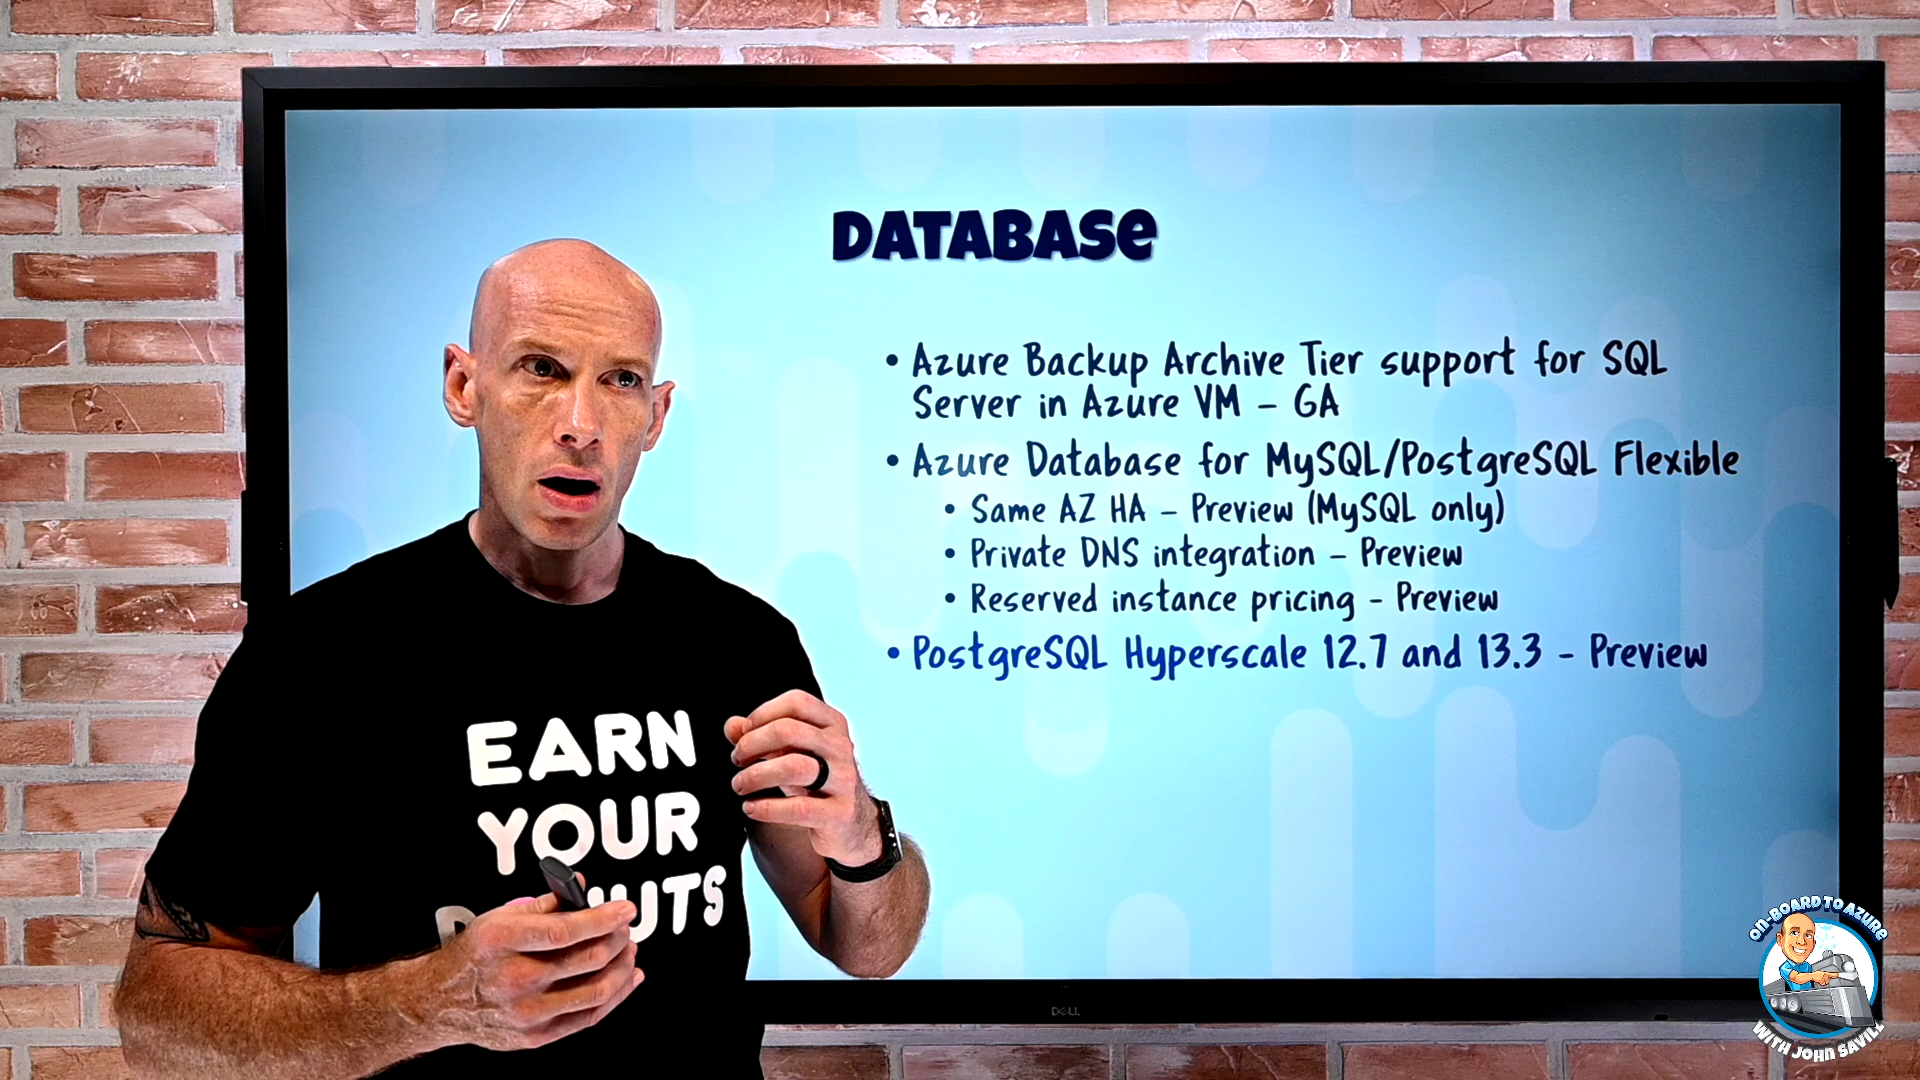 DATABASE
• Azure Backup Archive Tier support for SQL
Server in Azure VM – GA
• Azure Database for MySQL/PostgreSQL Flexible
• Same AZ HA – Preview (MySQL only)
• Private DNS integration – Preview
• Reserved instance pricing - Preview
• PostgreSQL Hyperscale 12.7 and 13.3 - Preview
EARN
YOUR
D
UTS
DELL
ON-BOARD TO AZURE
WITH JOHN SAVILL